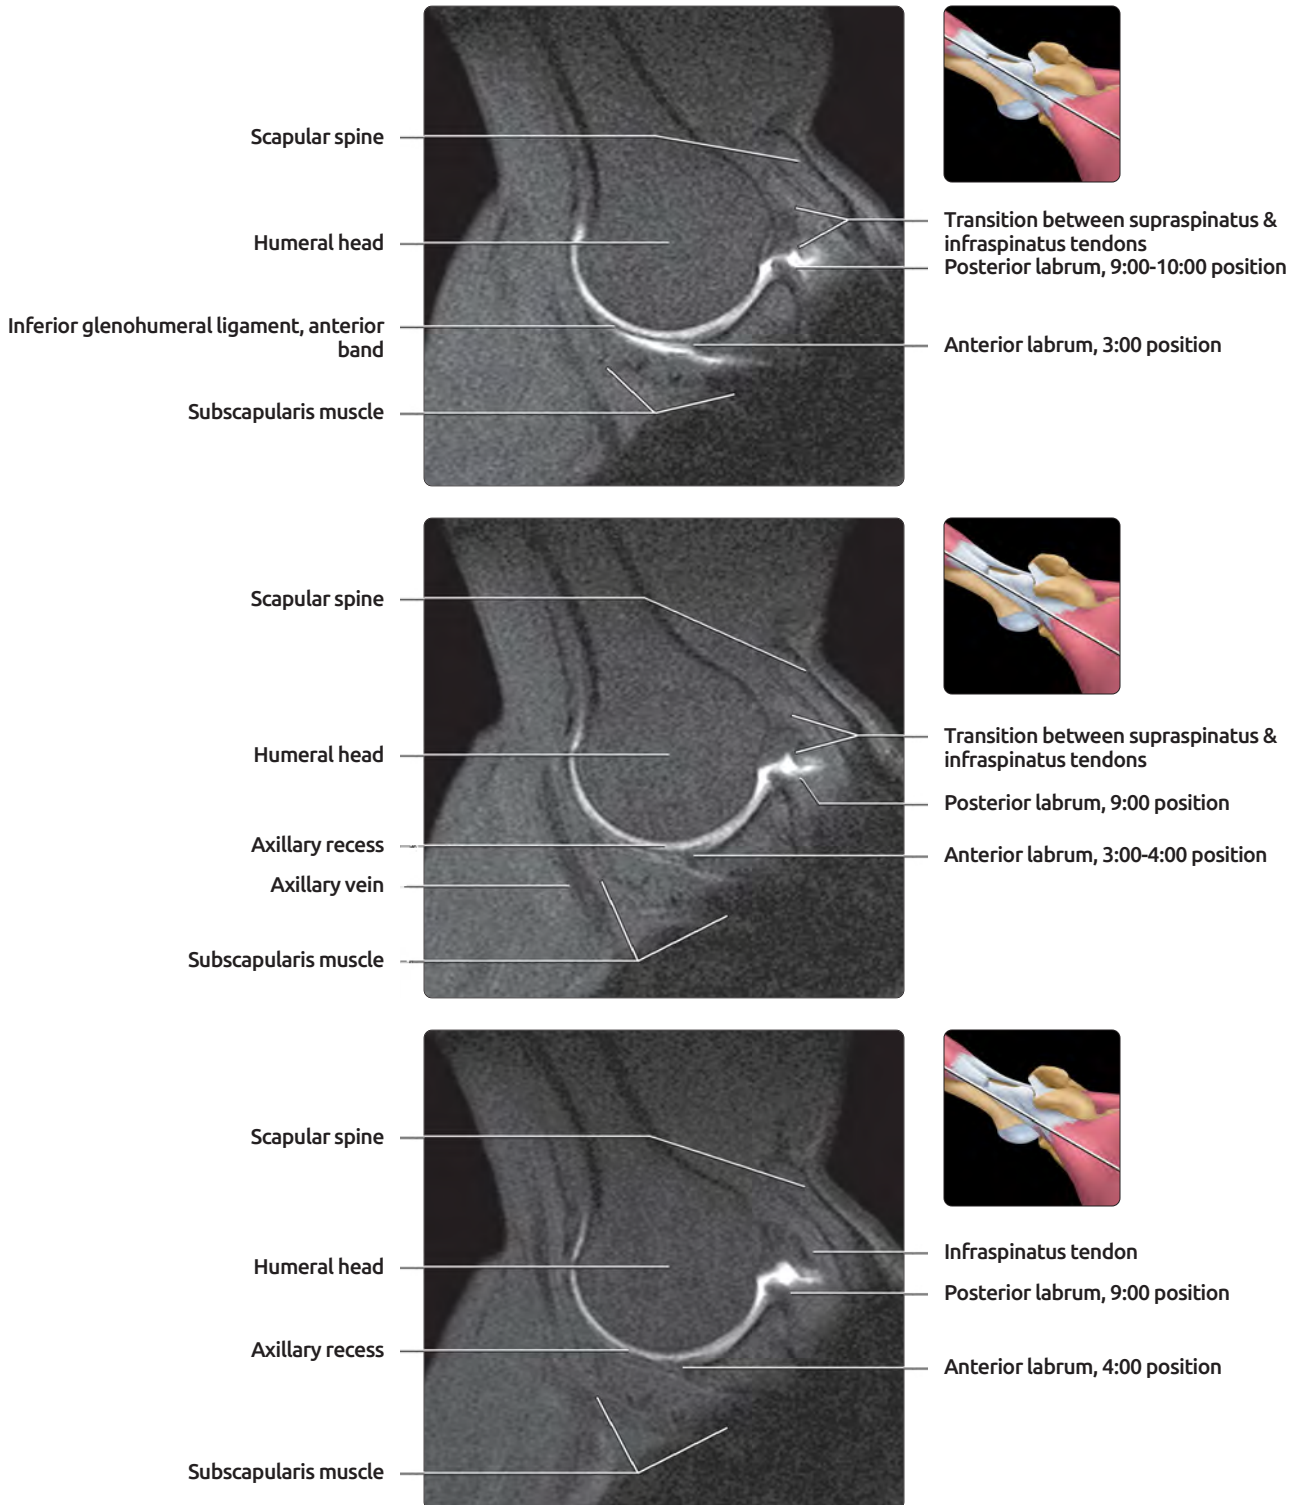 Scapular spine
Humeral head
Inferior glenohumeral ligament, anterior
band
Subscapularis muscle
Transition between supraspinatus &
infraspinatus tendons
Posterior labrum, 9:00-10:00 position
Anterior labrum, 3:00 position
Scapular spine
Humeral head
Axillary recess
Axillary vein
Subscapularis muscle
Transition between supraspinatus &
infraspinatus tendons
Posterior labrum, 9:00 position
Anterior labrum, 3:00-4:00 position
Scapular spine
Humeral head
Axillary recess
Subscapularis muscle
Infraspinatus tendon
Posterior labrum, 9:00 position
Anterior labrum, 4:00 position